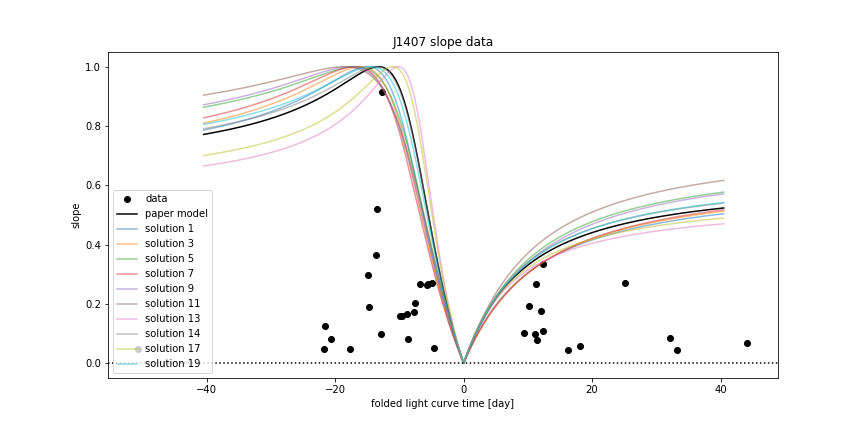 J1407 slope data
slope
1.0
0.8
0.6
0.4
0.2
0.0
data
paper model
solution 1
solution 3
solution 5
solution 7
solution 9
solution 11
solution 13
solution 14
solution 17
solution 19
−40
−20
0
20
40
folded light curve time [day]